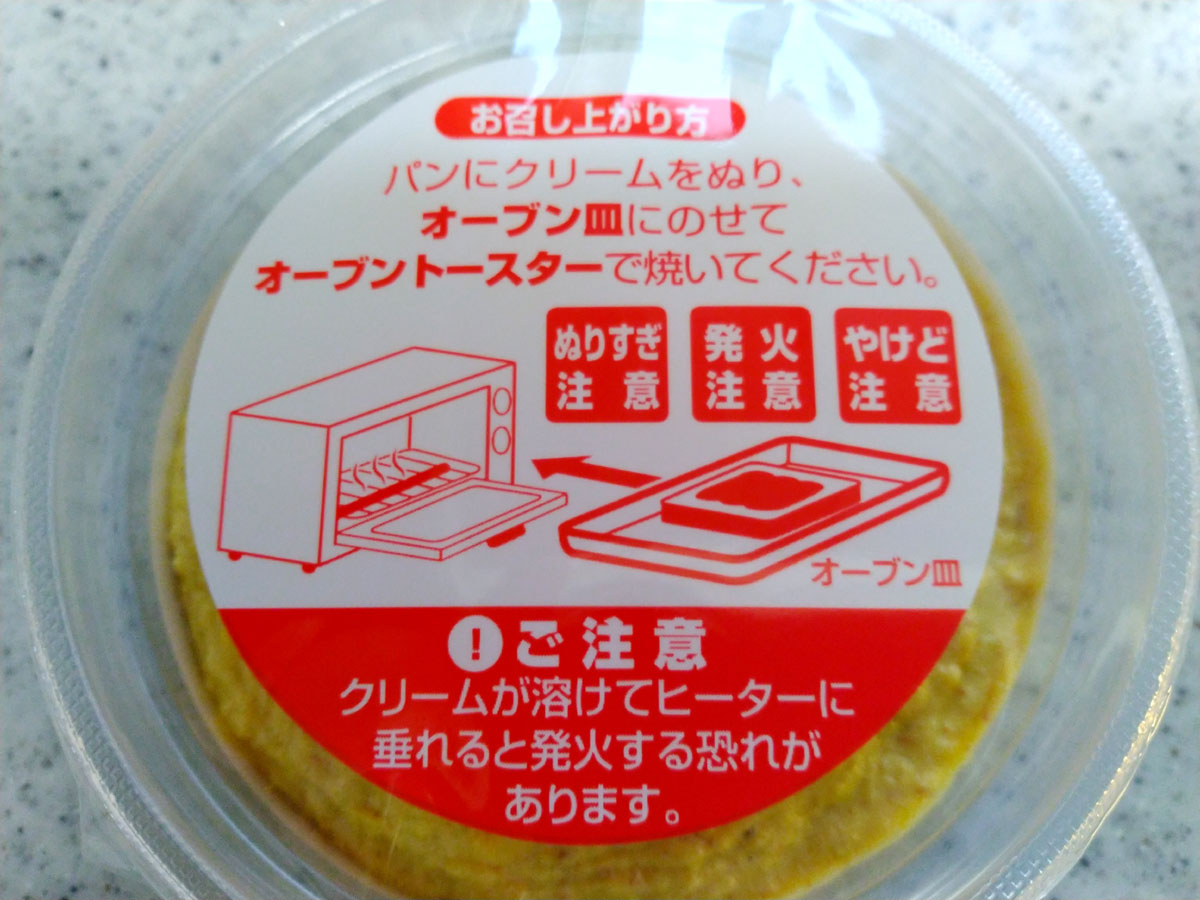 お召し上がり方
パンにクリームをぬり、
オーブン皿にのせて
オーブントースターで焼いてください。
ぬりすぎ
注意
発火
注意
やけど
注意
オーブン皿
! ご注意
クリームが溶けてヒーターに
垂れると発火する恐れが
あります。